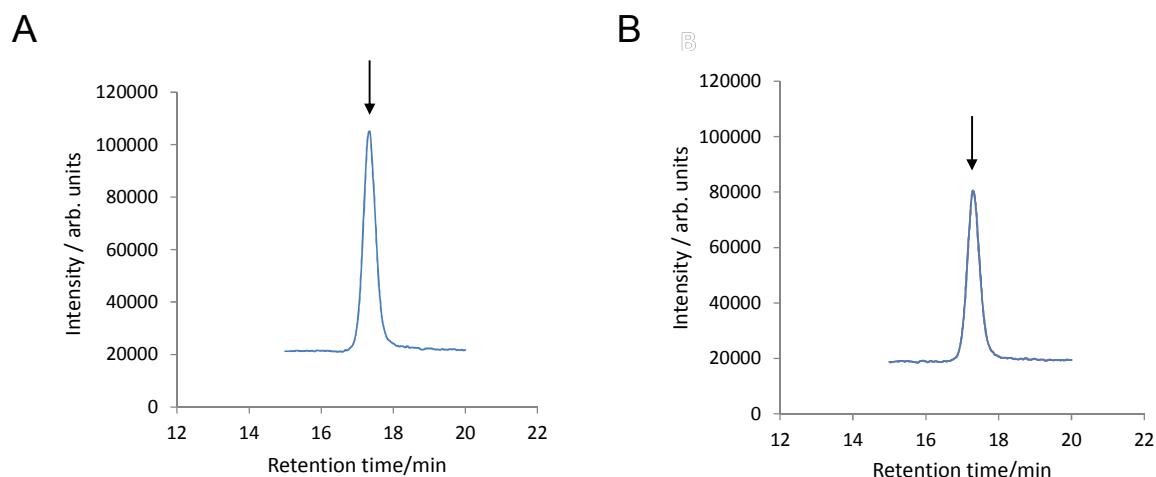 A
120000
100000
80000
60000
40000
20000
0
12 14 16 18 20 22
Intensity / arb. units
Retention time/min
B
B
120000
100000
80000
60000
40000
20000
0
12 14 16 18 20 22
Intensity / arb. units
Retention time/min